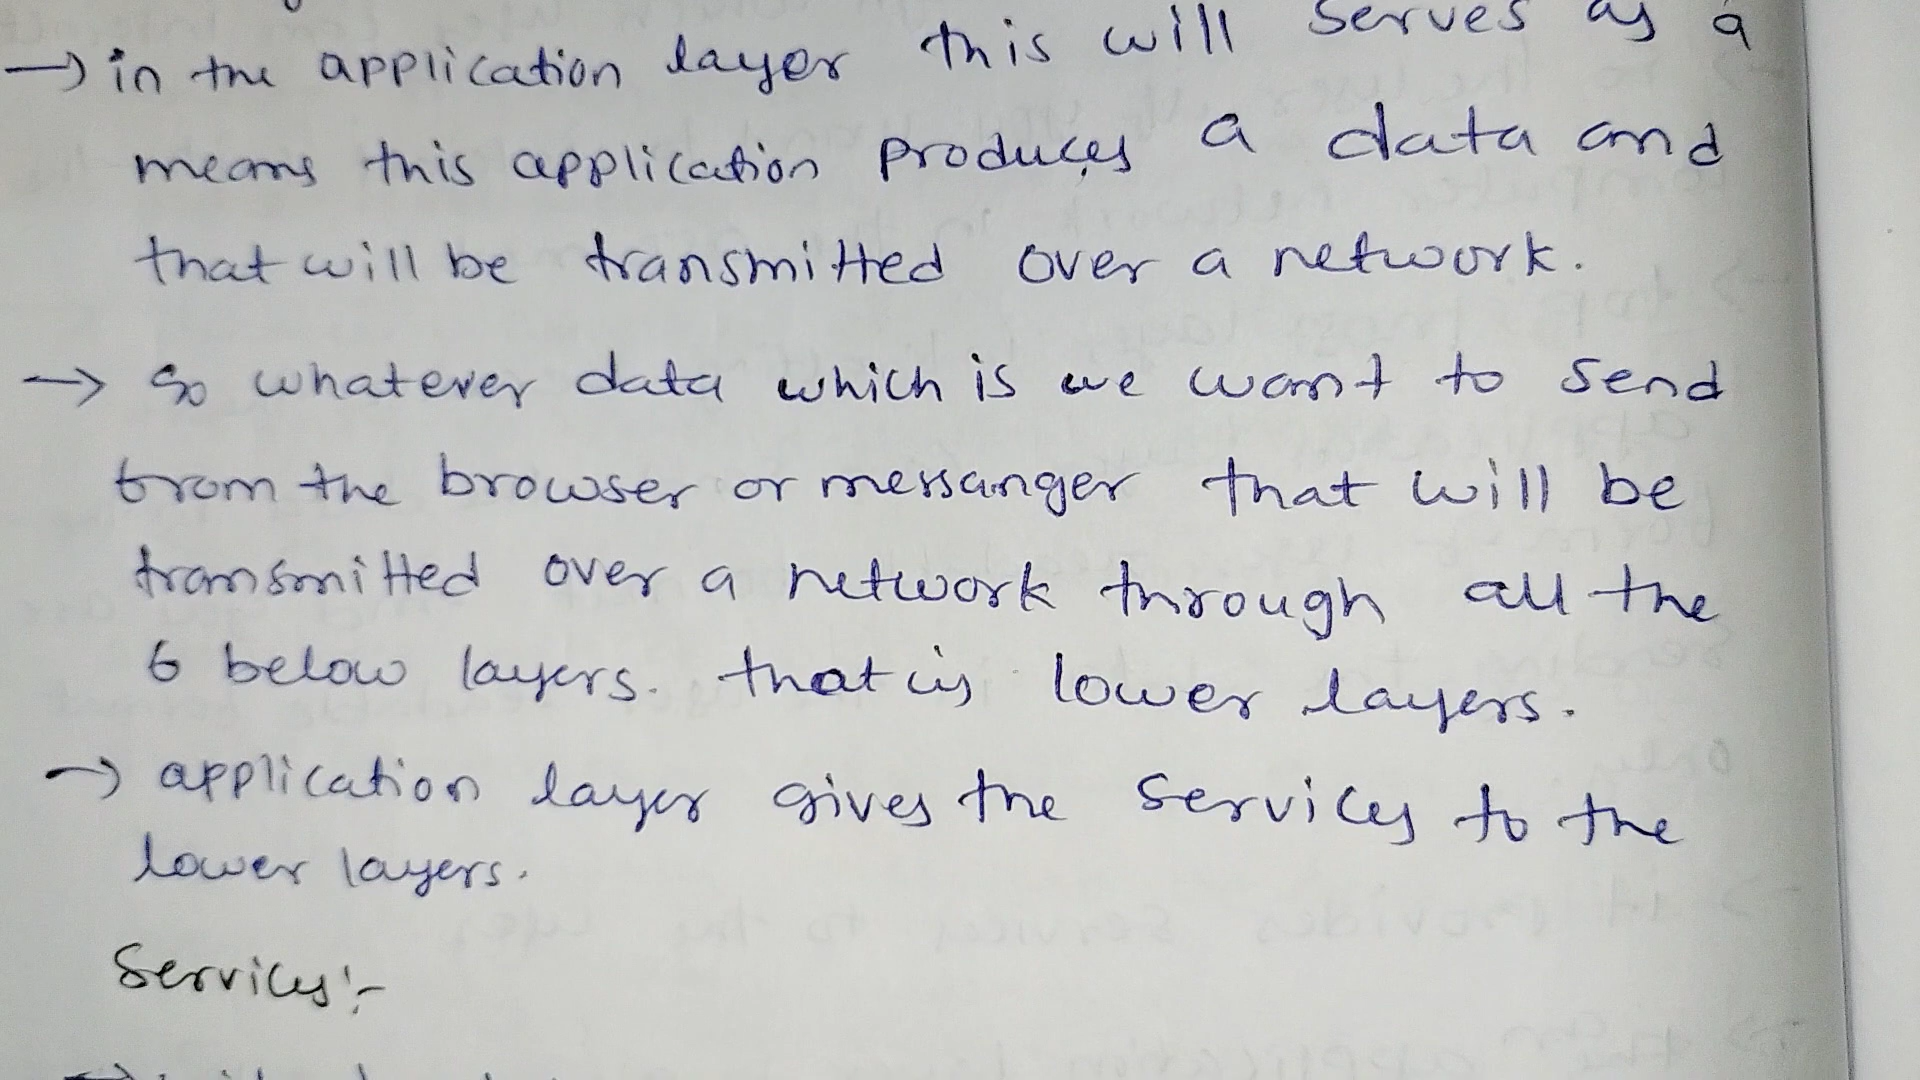 → in the application layer this will serves as a
means this application produces a data and
that will be transmitted over a network.
→ So whatever data which is we want to send
from the browser or messanger that will be
transmitted over a network through all the
6 below layers. that is lower layers.
→ application layer gives the services to the
lower layers.
Services:-